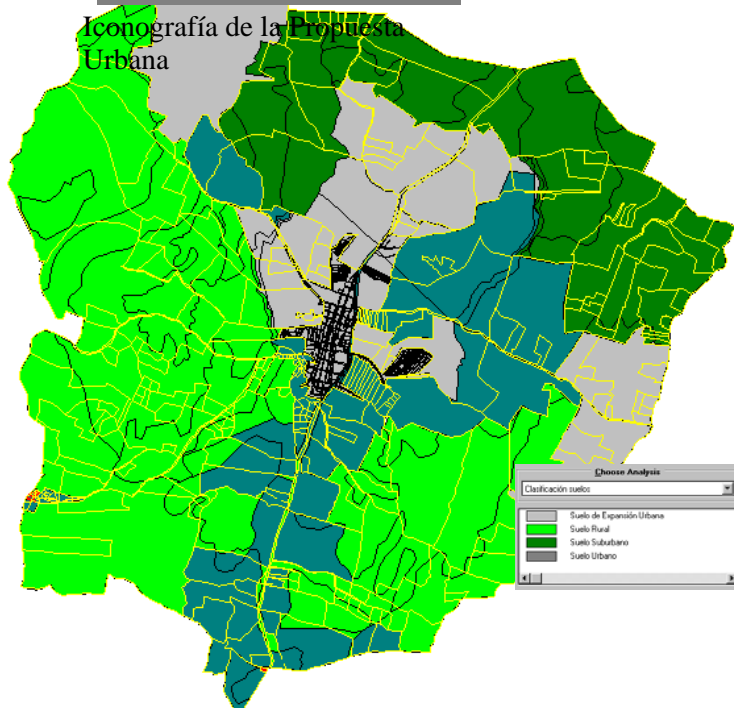 Iconografía de la Propuesta
Urbana
Choose Analysis
Clasificación suelos
Suelo de Expansión Urbana
Suelo Rural
Suelo Suburbano
Suelo Urbano